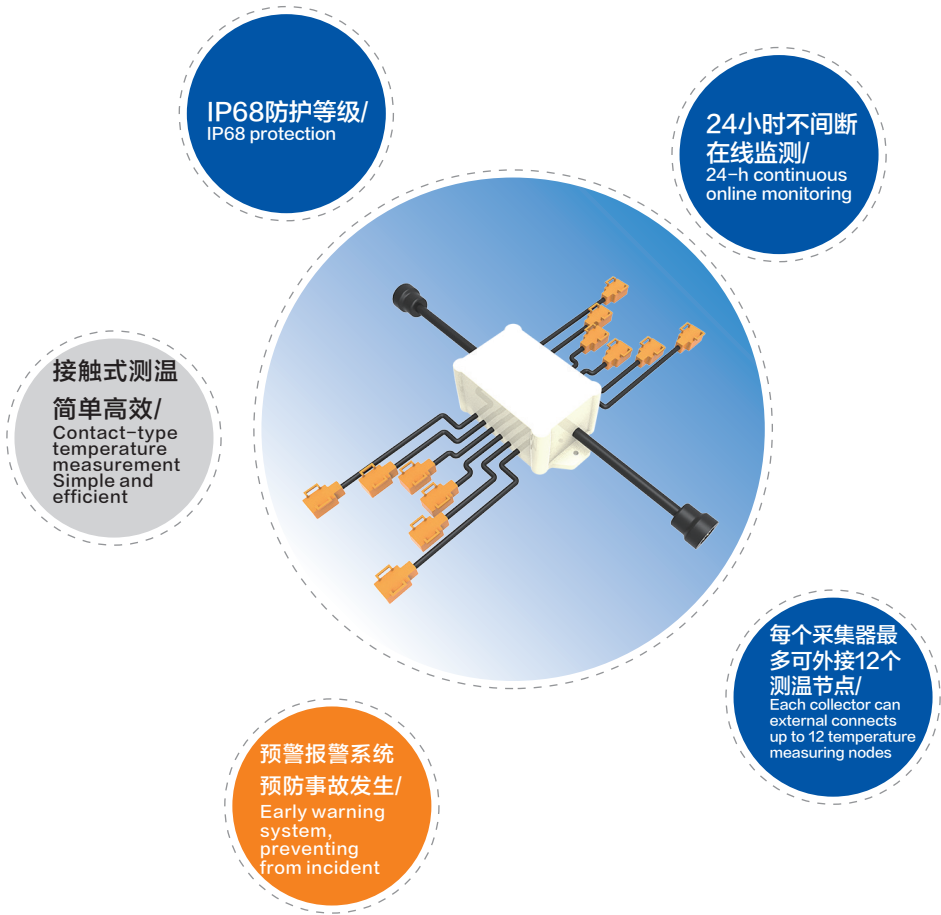 IP68防护等级/
IP68 protection
24小时不间断
在线监测/
24-h continuous
online monitoring
接触式测温
简单高效/
Contact-type
temperature
measurement
Simple and
efficient
每个采集器最
多可外接12个
测温节点/
Each collector can
external connects
up to 12 temperature
measuring nodes
预警报警系统
预防事故发生/
Early warning
system,
preventing
from incident